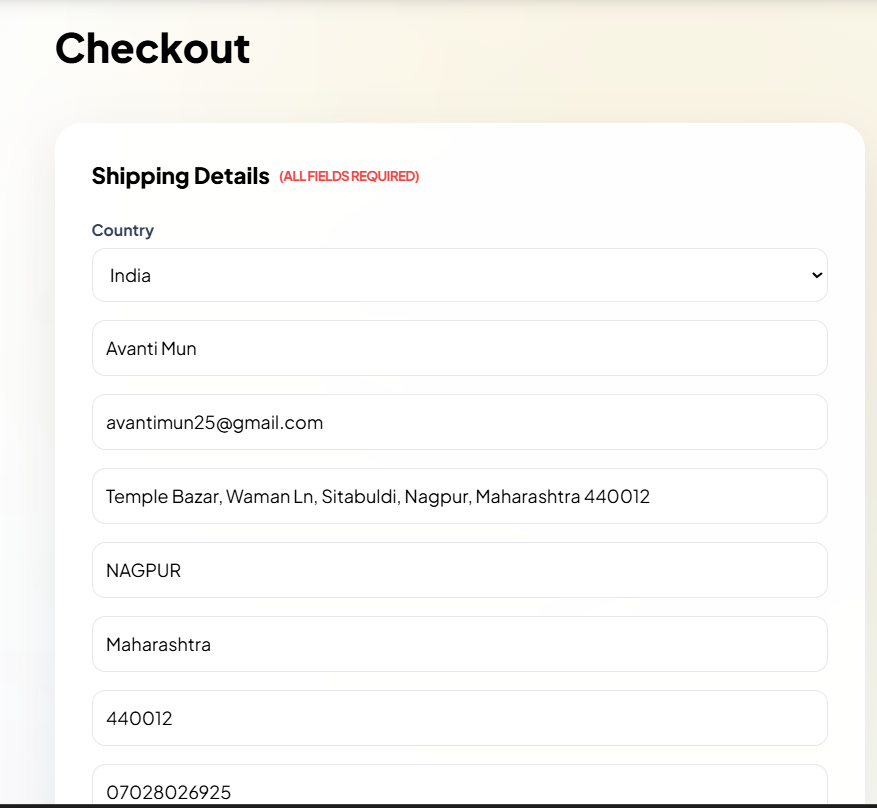 Checkout
Shipping Details (ALL FIELDS REQUIRED)
Country
India
Avanti Mun
avantimun25@gmail.com
Temple Bazar, Waman Ln, Sitabuldi, Nagpur, Maharashtra 440012
NAGPUR
Maharashtra
440012
07028026925